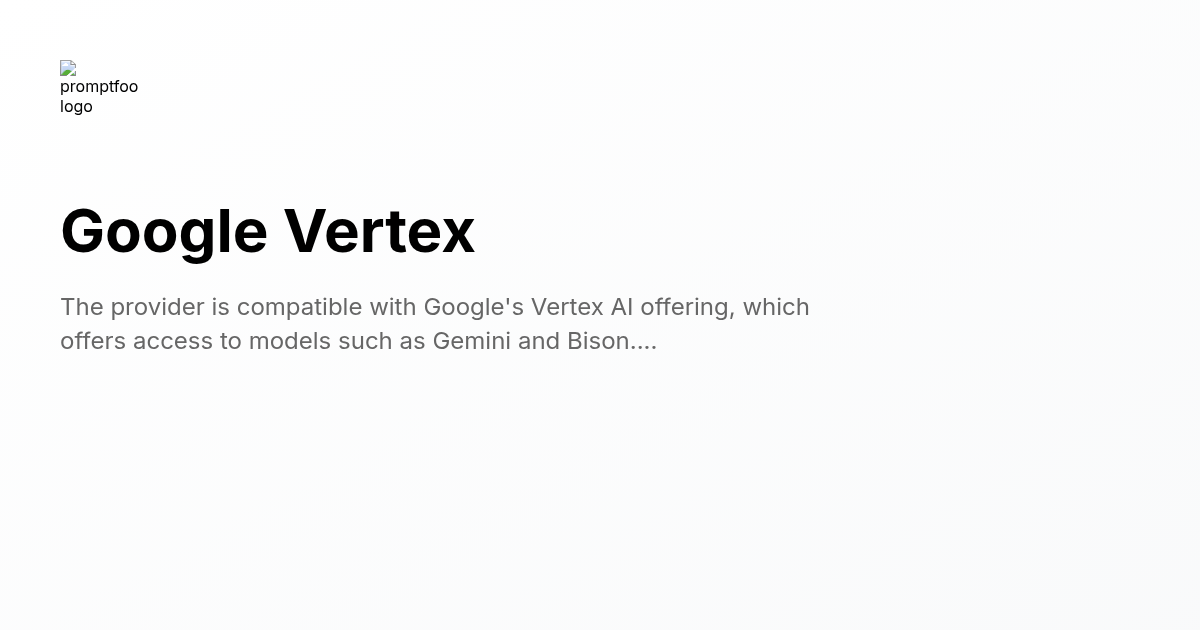 promptfoo
logo
Google Vertex
The provider is compatible with Google's Vertex AI offering, which
offers access to models such as Gemini and Bison....